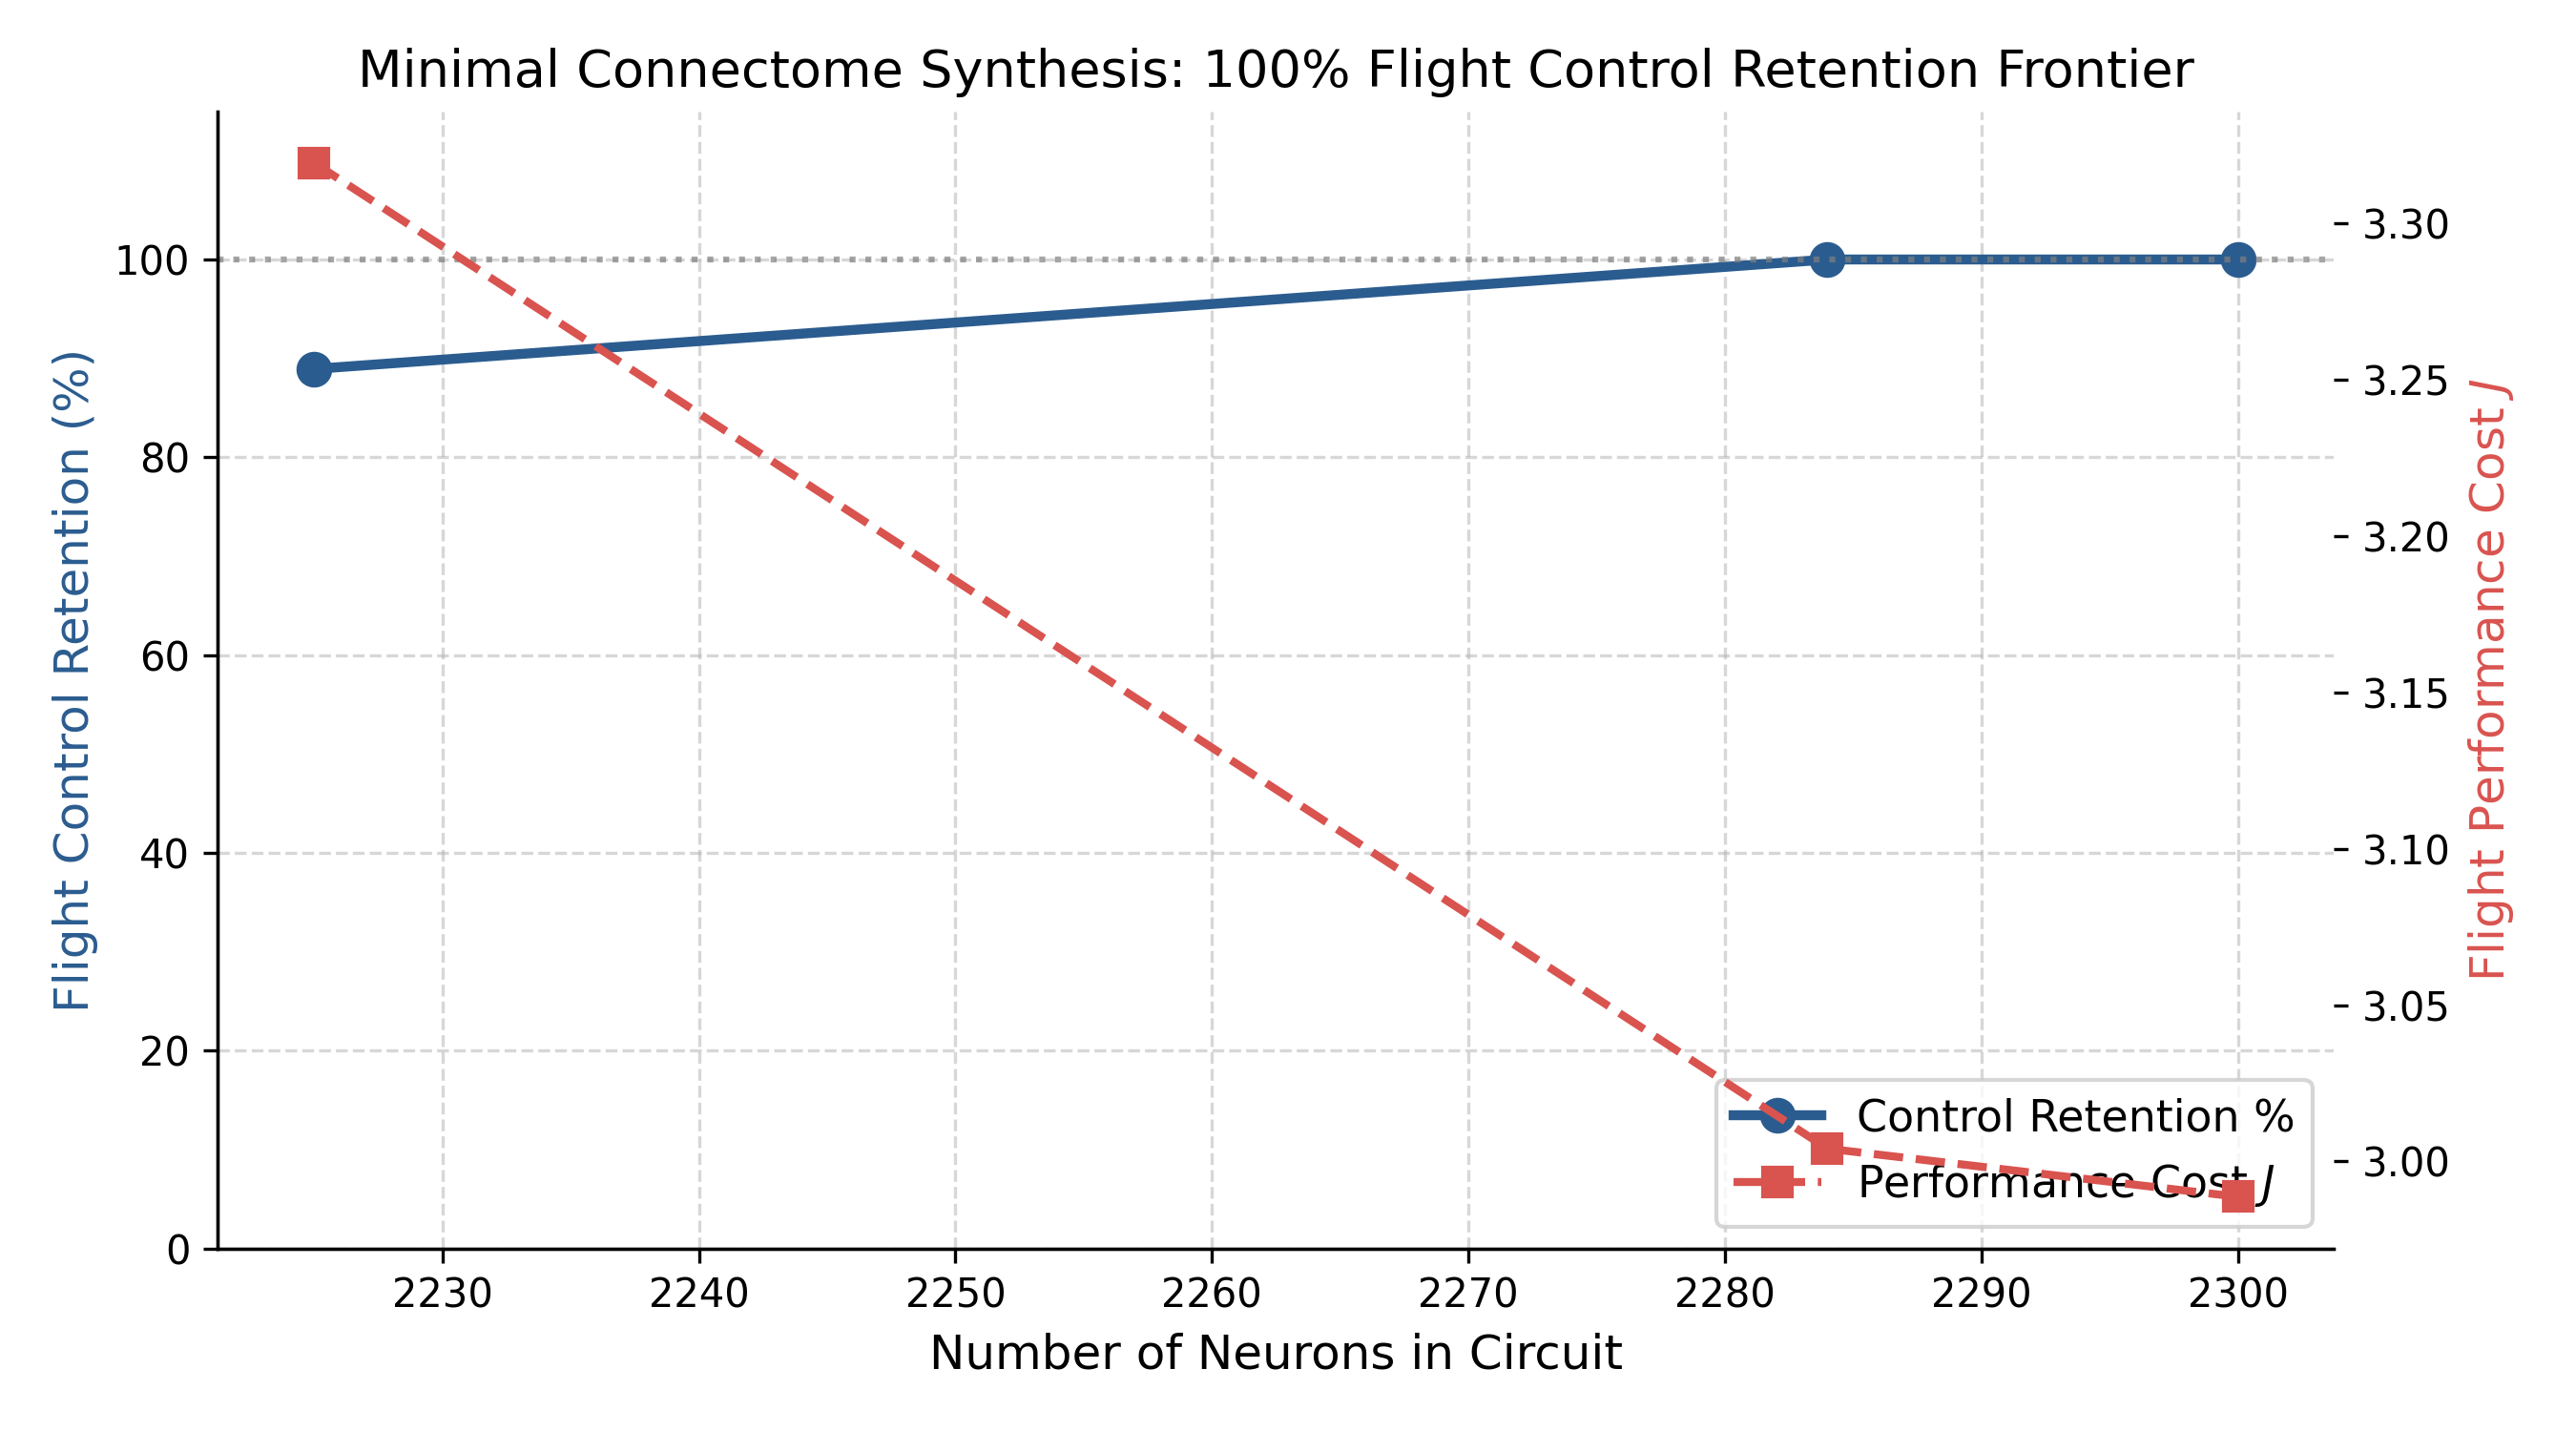 Minimal Connectome Synthesis: 100% Flight Control Retention Frontier
Flight Control Retention (%)
100
80
60
40
20
0
3.30
3.25
3.20
3.15
3.10
3.05
3.00
Flight Performance Cost J
Control Retention %
Performance Cost J
2230 2240 2250 2260 2270 2280 2290 2300
Number of Neurons in Circuit